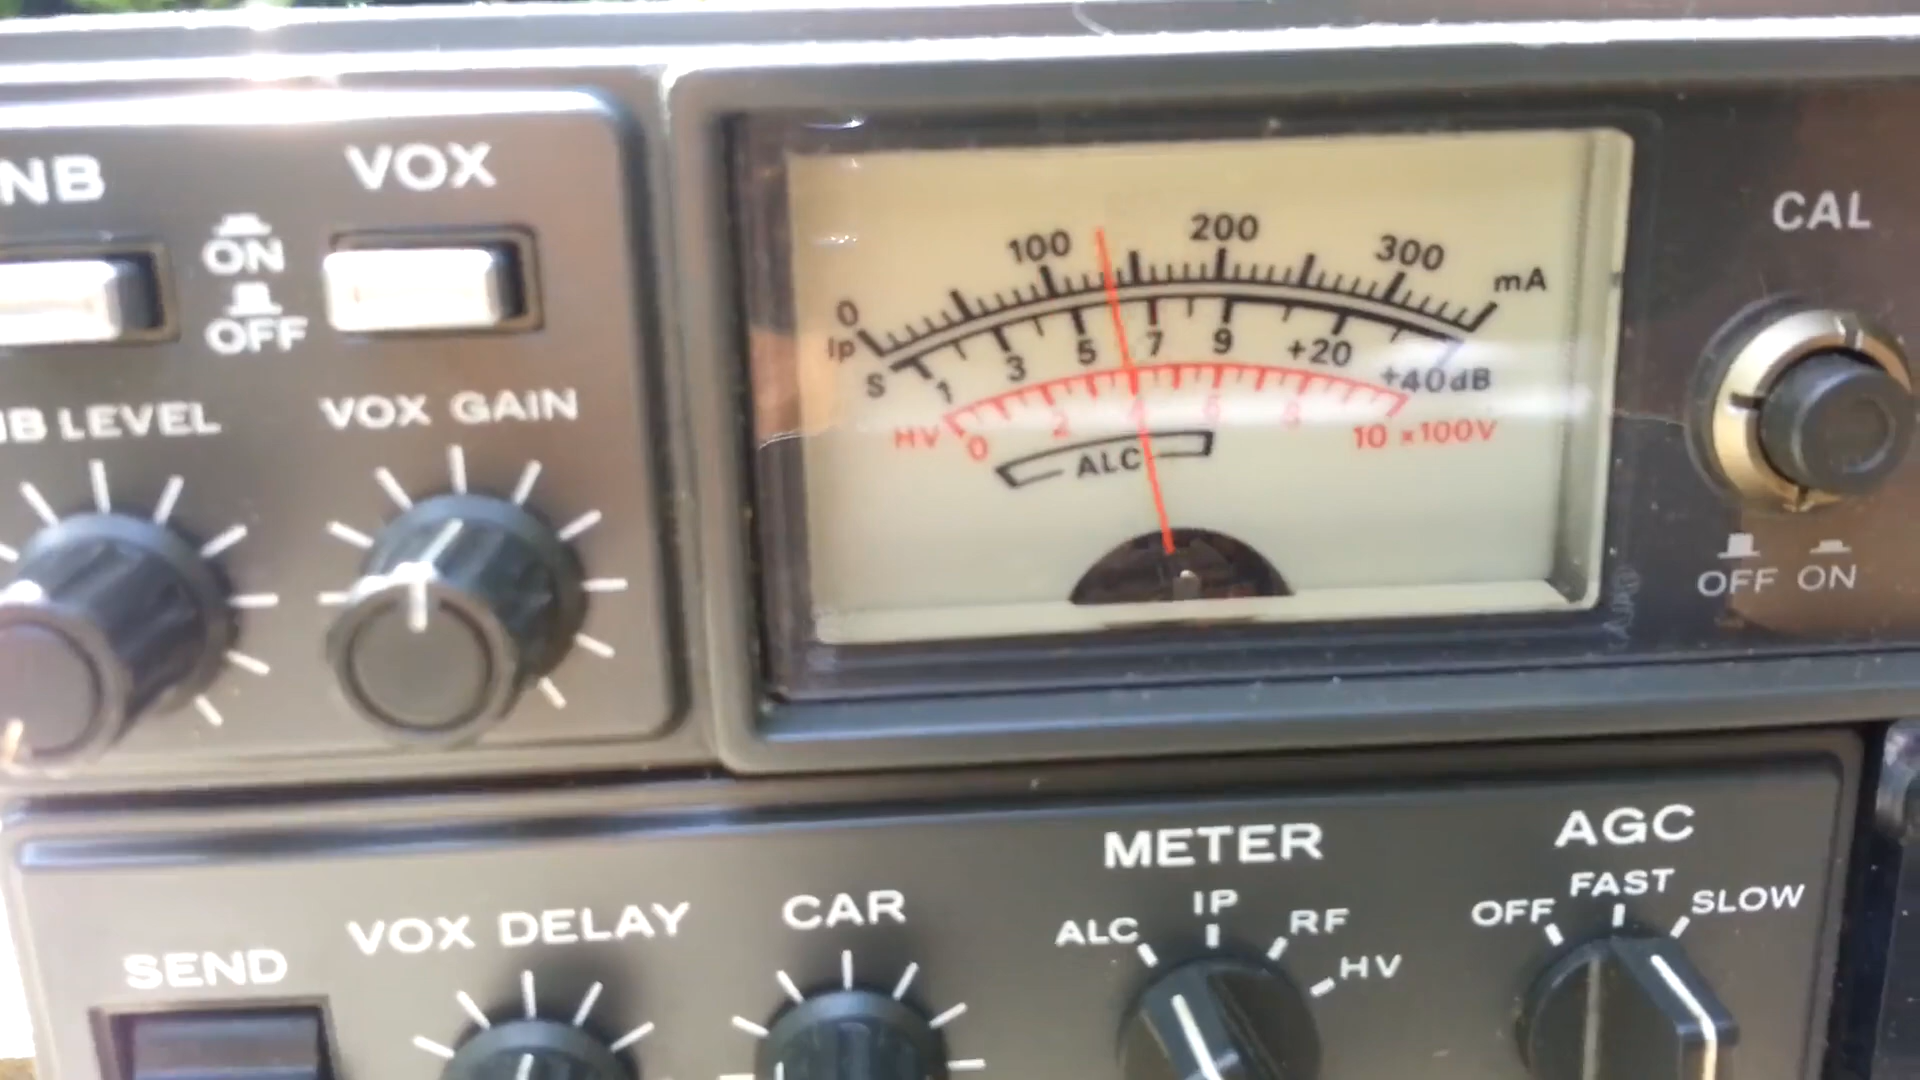 NB
ON
OFF
VOX
NB LEVEL
VOX GAIN
0 100 200 300 mA
Ip
S 1 3 5 7 9 +20 +40dB
HV 0 2 4 6 8 10 ×100V
ALC
CAL
OFF ON
SEND
VOX DELAY
CAR
METER
ALC IP RF HV
AGC
OFF FAST SLOW